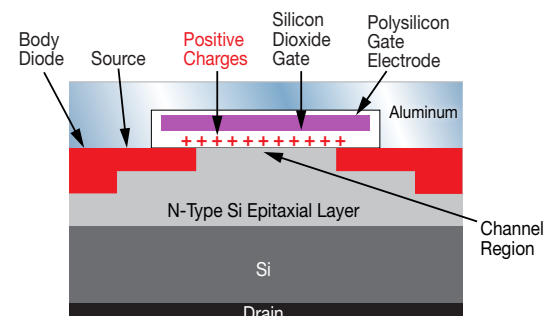 Body
Diode
Source
Positive
Charges
Silicon
Dioxide
Gate
Polysilicon
Gate
Electrode
Aluminum
+ + + + + + + + + + +
N-Type Si Epitaxial Layer
Channel
Region
Si
Drain